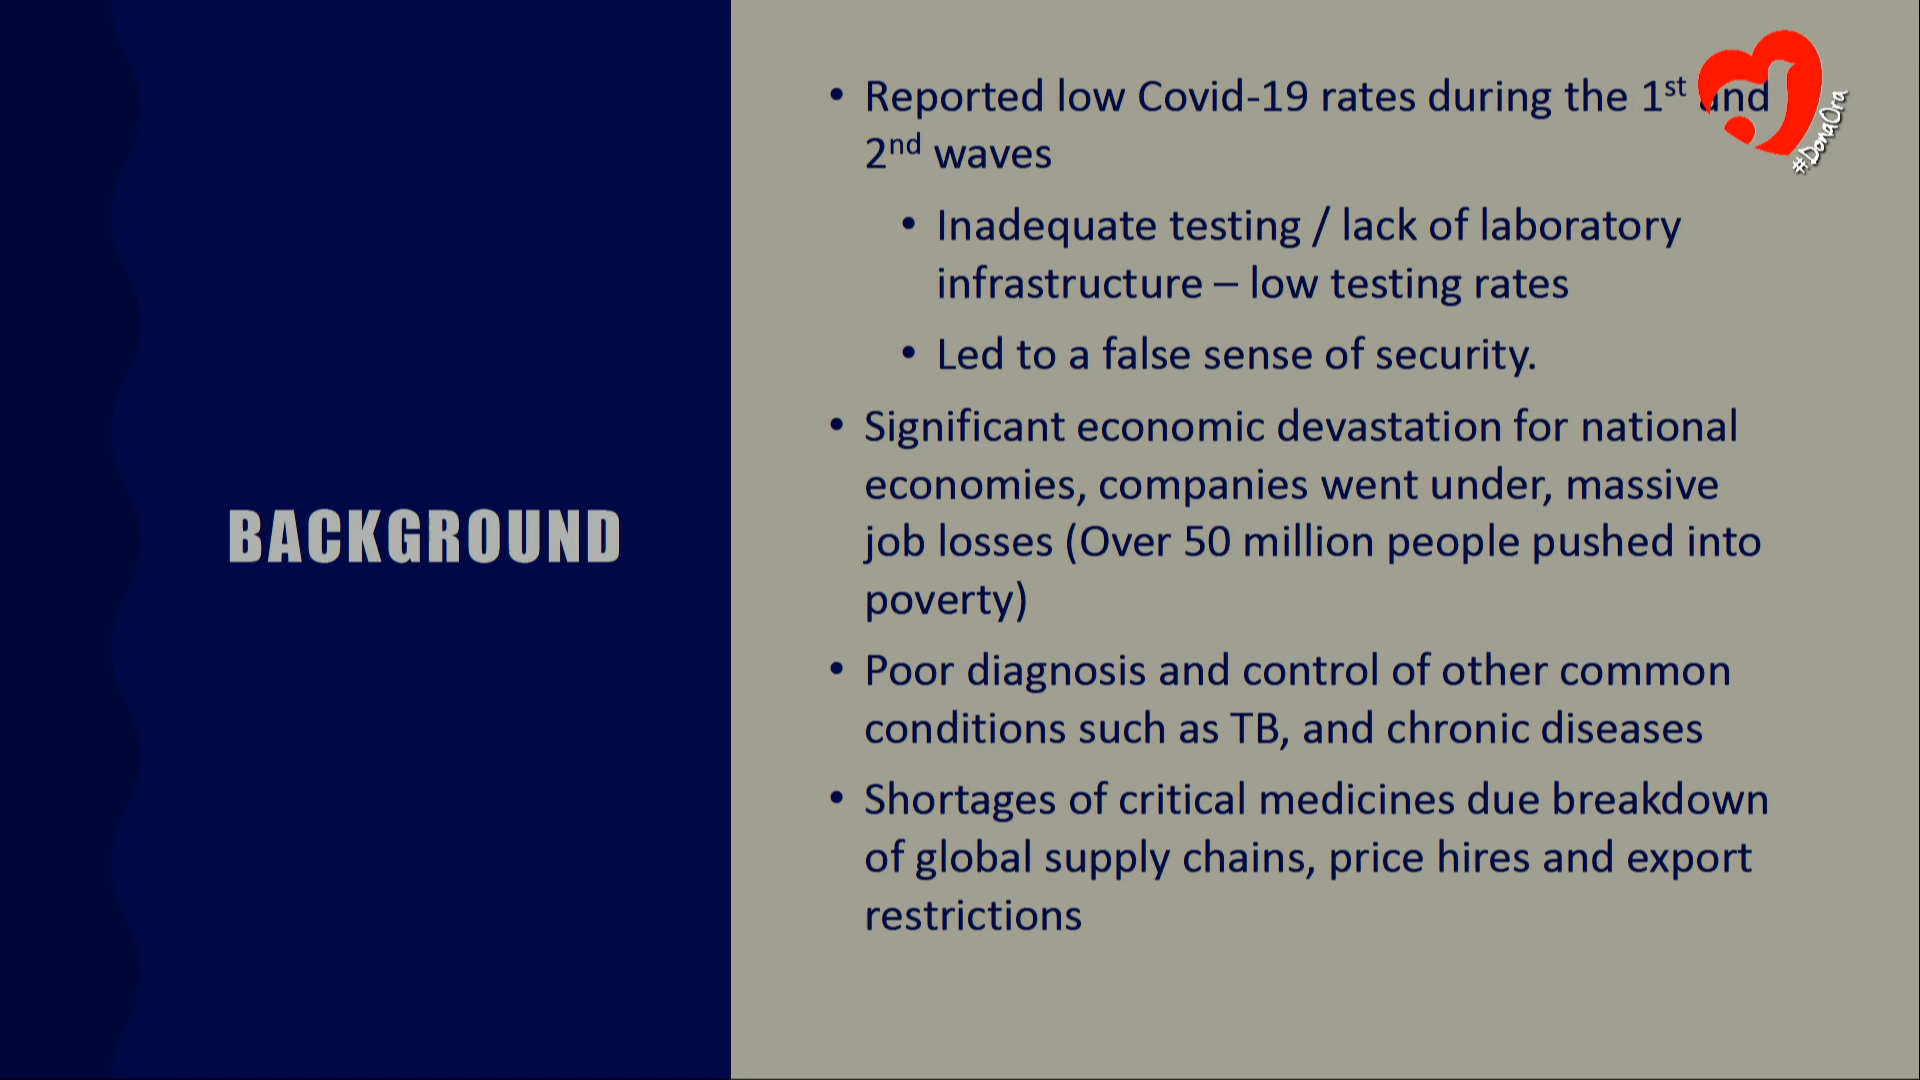 BACKGROUND
• Reported low Covid-19 rates during the 1st and
2nd waves
• Inadequate testing / lack of laboratory
infrastructure – low testing rates
• Led to a false sense of security.
• Significant economic devastation for national
economies, companies went under, massive
job losses (Over 50 million people pushed into
poverty)
• Poor diagnosis and control of other common
conditions such as TB, and chronic diseases
• Shortages of critical medicines due breakdown
of global supply chains, price hires and export
restrictions
#DonaOra